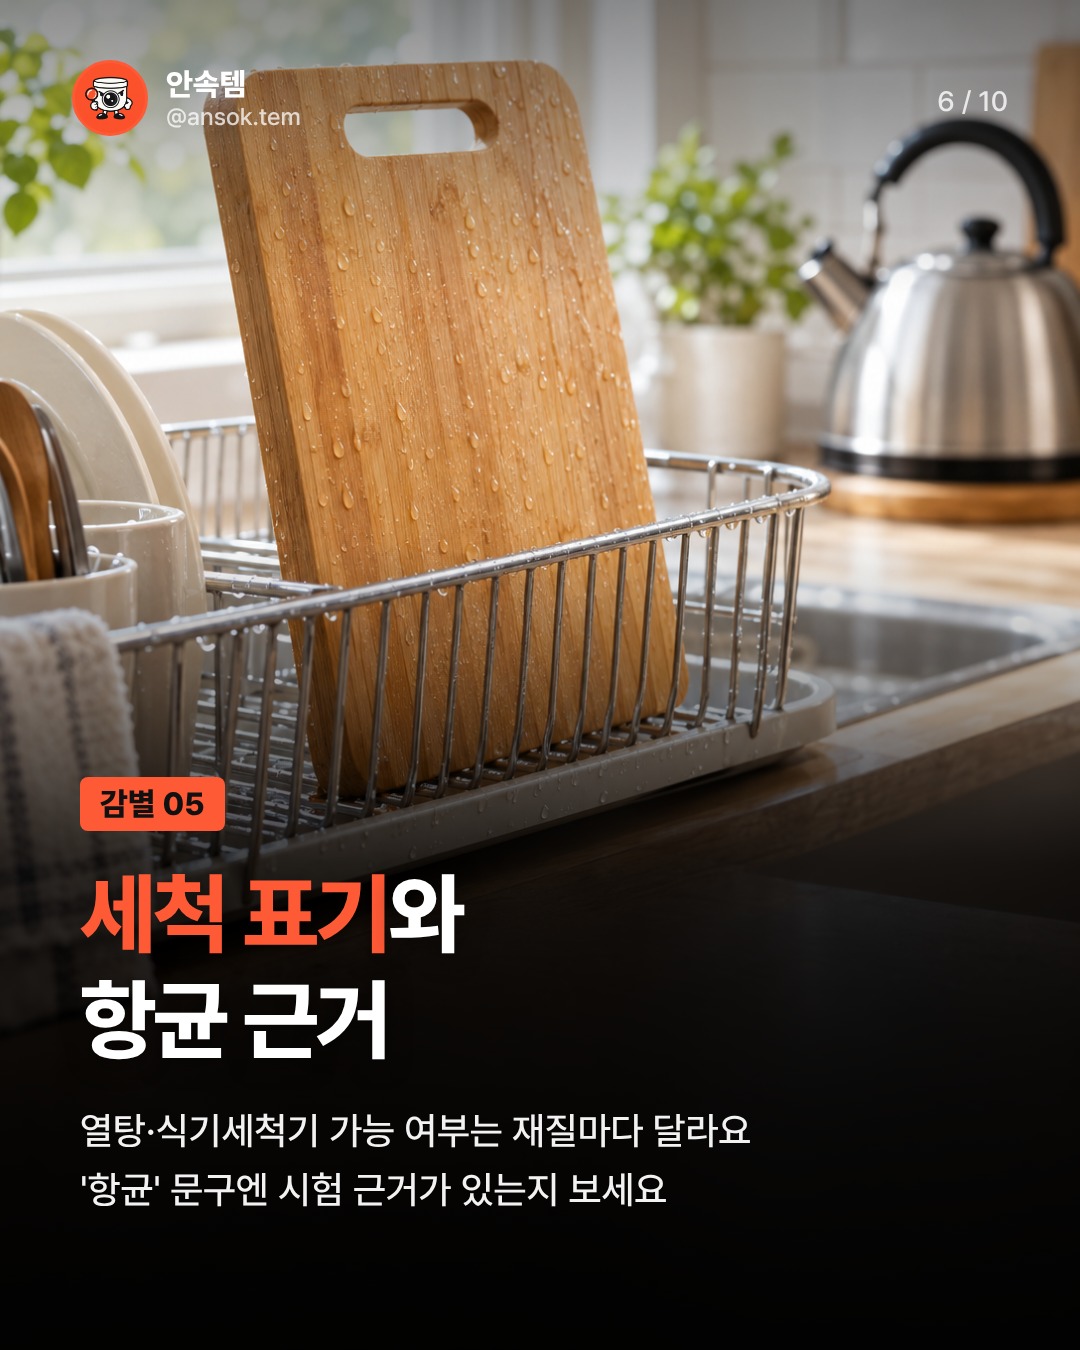 안속템
@ansok.tem
6 / 10
감별 05
세척 표기와
항균 근거
열탕·식기세척기 가능 여부는 재질마다 달라요
'항균' 문구엔 시험 근거가 있는지 보세요